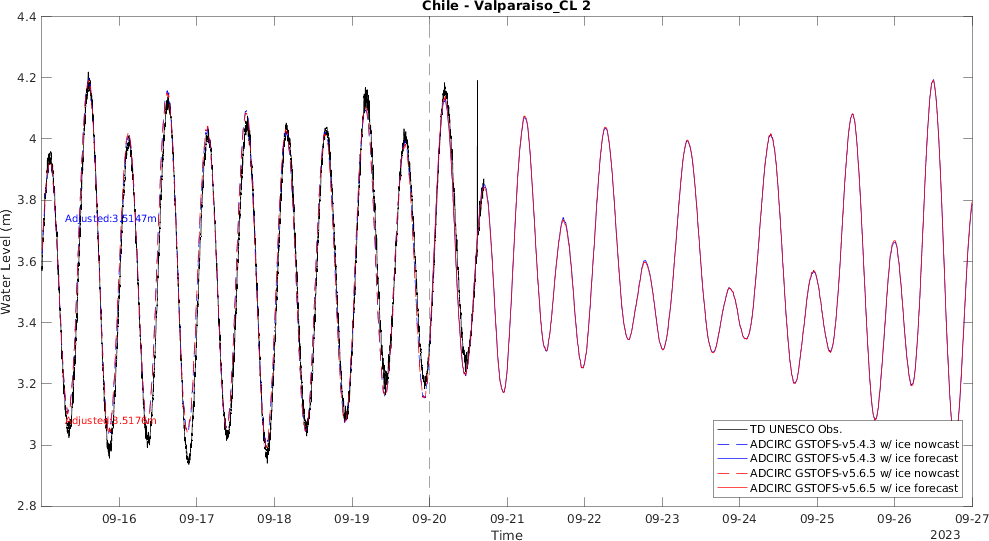 Chile - Valparaiso_CL 2
4.4
4.2
4
3.8
3.6
3.4
3.2
3
2.8
Water Level (m)
Adjusted:3.5147m
Adjusted:3.5176m
TD UNESCO Obs.
ADCIRC GSTOFS-v5.4.3 w/ ice nowcast
ADCIRC GSTOFS-v5.4.3 w/ ice forecast
ADCIRC GSTOFS-v5.6.5 w/ ice nowcast
ADCIRC GSTOFS-v5.6.5 w/ ice forecast
09-16 09-17 09-18 09-19 09-20 09-21 09-22 09-23 09-24 09-25 09-26 09-27
Time
2023